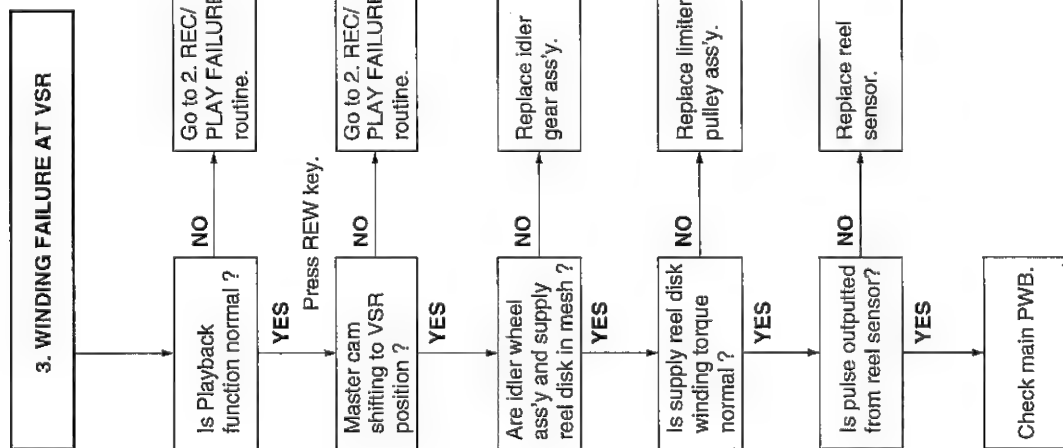 3. WINDING FAILURE AT VSR
Is Playback
function normal ?
NO
Go to 2. REC/
PLAY FAILURE
routine.
YES
Press REW key.
Master cam
shifting to VSR
position ?
NO
Go to 2. REC/
PLAY FAILURE
routine.
YES
Are idler wheel
ass'y and supply
reel disk in mesh ?
NO
Replace idler
gear ass'y.
YES
Is supply reel disk
winding torque
normal ?
NO
Replace limiter
pulley ass'y.
YES
Is pulse outputted
from reel sensor?
NO
Replace reel
sensor.
YES
Check main PWB.